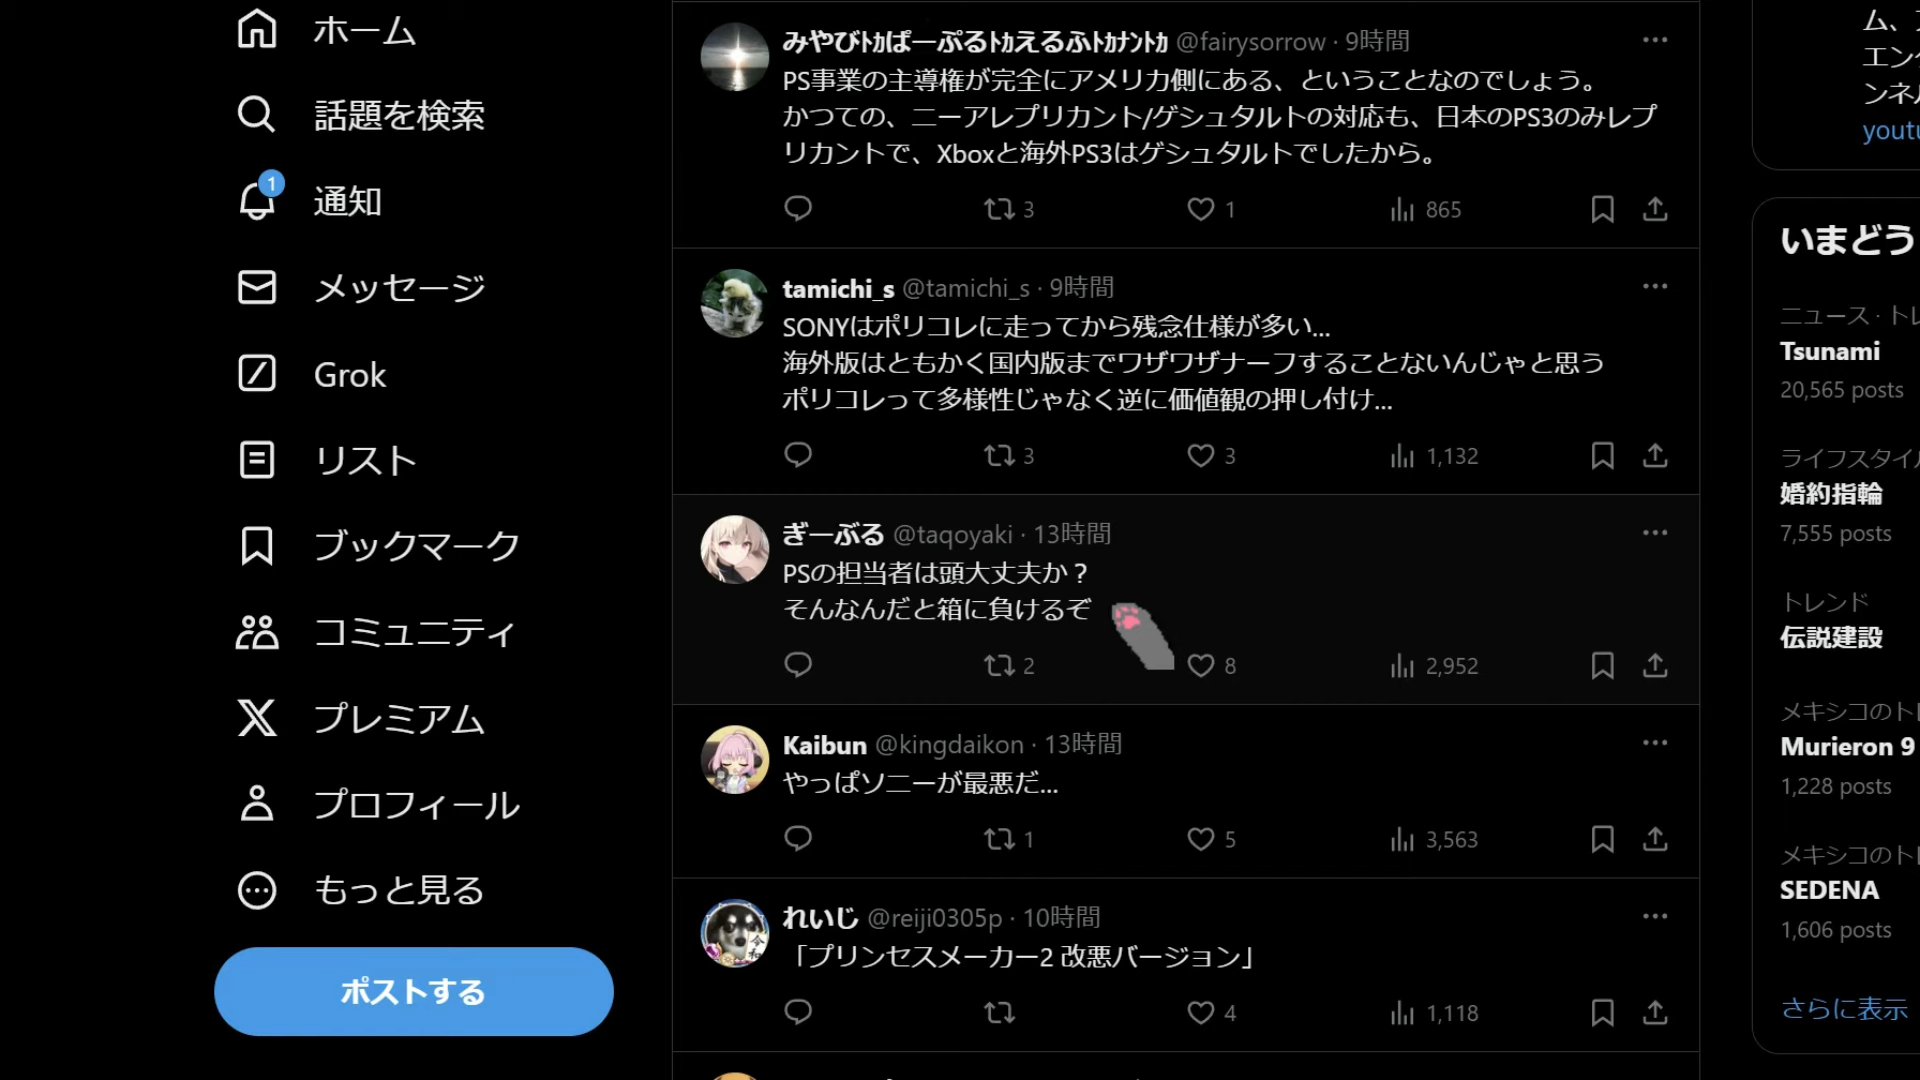 ホーム
話題を検索
1
通知
メッセージ
Grok
リスト
ブックマーク
コミュニティ
プレミアム
プロフィール
もっと見る
ポストする
みやびﾄｶぱーぷるﾄｶえるふﾄｶﾅﾝﾄｶ @fairysorrow · 9時間
PS事業の主導権が完全にアメリカ側にある、ということなのでしょう。
かつての、ニーアレプリカント/ゲシュタルトの対応も、日本のPS3のみレプ
リカントで、Xboxと海外PS3はゲシュタルトでしたから。
3 1 865
tamichi_s @tamichi_s · 9時間
SONYはポリコレに走ってから残念仕様が多い...
海外版はともかく国内版までワザワザナーフすることないんじゃと思う
ポリコレって多様性じゃなく逆に価値観の押し付け...
3 3 1,132
ぎーぶる @taqoyaki · 13時間
PSの担当者は頭大丈夫か？
そんなんだと箱に負けるぞ
2 8 2,952
Kaibun @kingdaikon · 13時間
やっぱソニーが最悪だ...
1 5 3,563
れいじ @reiji0305p · 10時間
「プリンセスメーカー2 改悪バージョン」
4 1,118
エン
ンネル
yout
いまどう
ニュース · トレ
Tsunami
20,565 posts
ライフスタイル
婚約指輪
7,555 posts
トレンド
伝説建設
メキシコのト
Murieron 9
1,228 posts
メキシコのト
SEDENA
1,606 posts
さらに表示